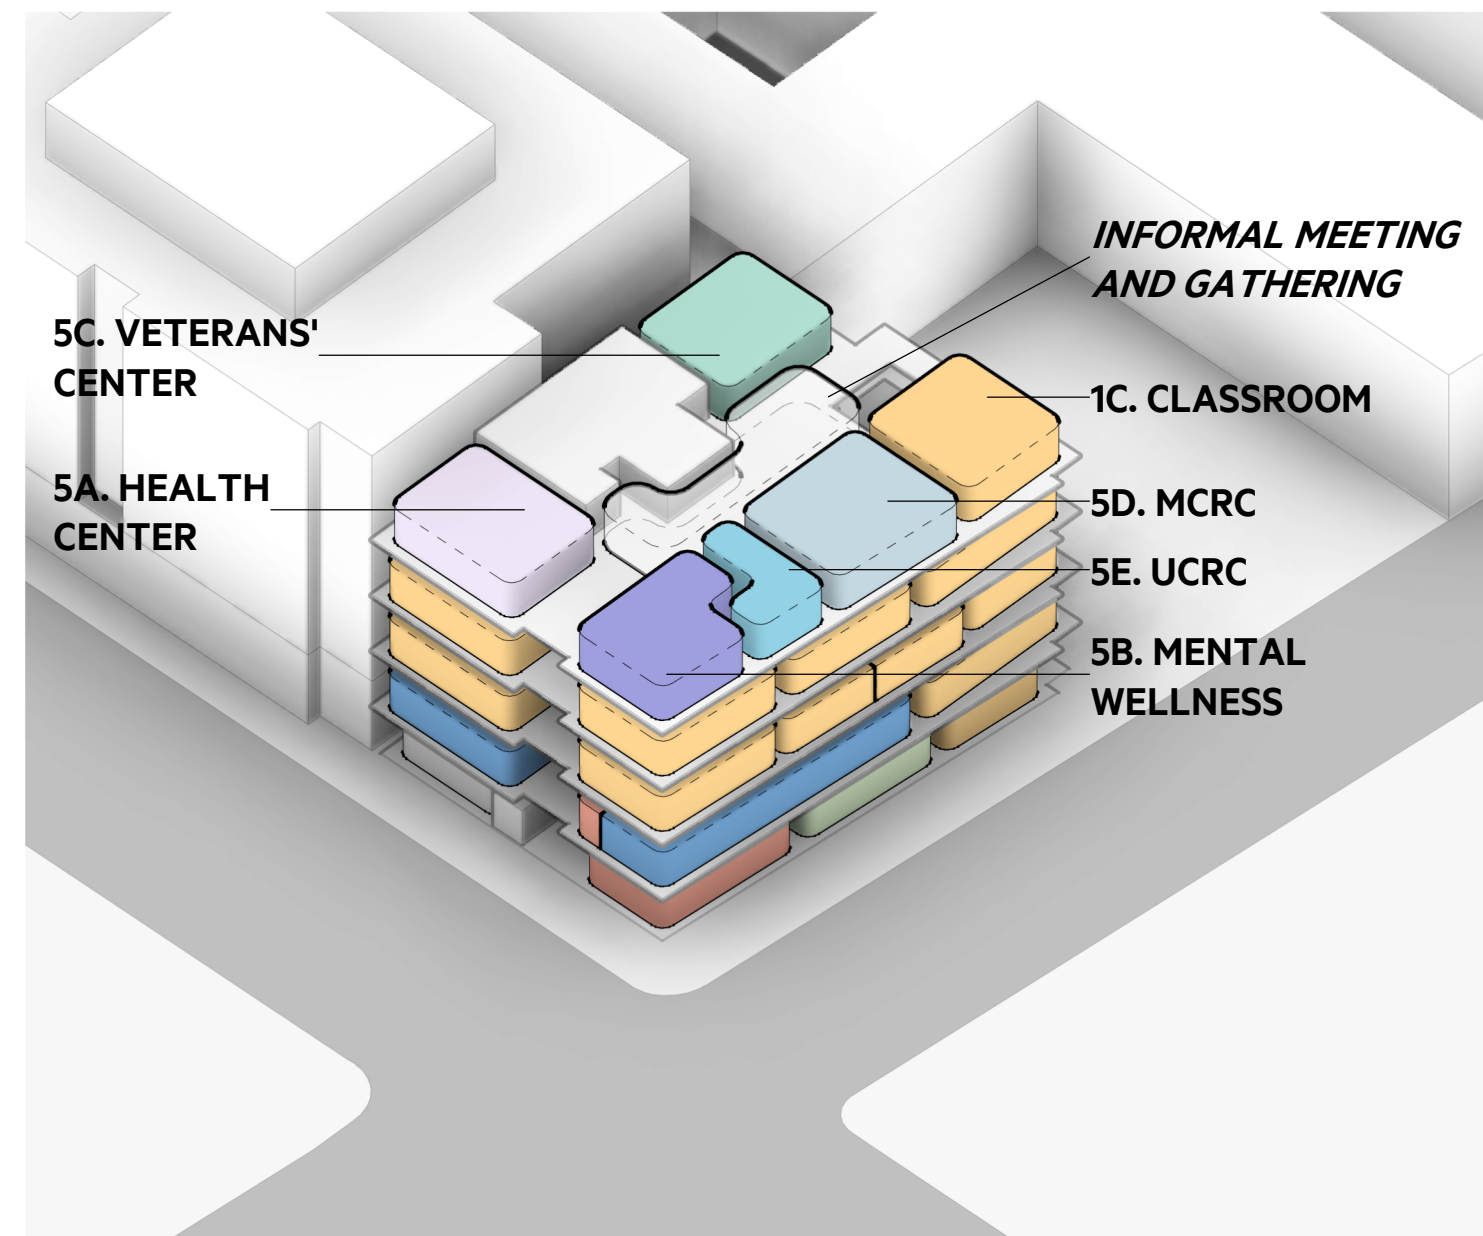 INFORMAL MEETING
AND GATHERING
5C. VETERANS'
CENTER
1C. CLASSROOM
5A. HEALTH
CENTER
5D. MCRC
5E. UCRC
5B. MENTAL
WELLNESS